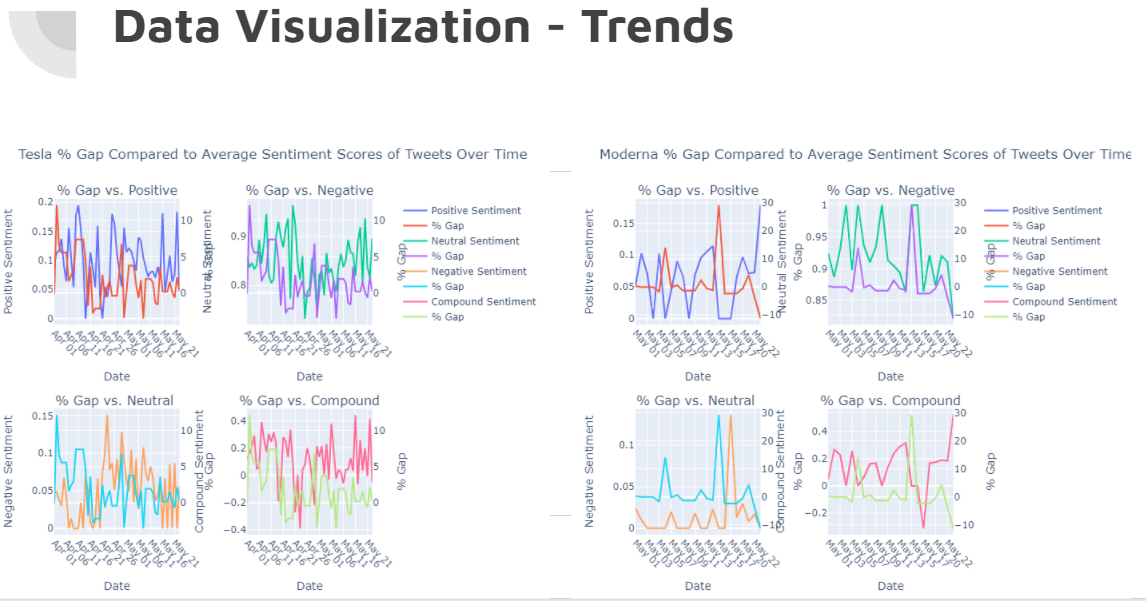 Data Visualization - Trends
Tesla % Gap Compared to Average Sentiment Scores of Tweets Over Time
% Gap vs. Positive
% Gap vs. Negative
Positive Sentiment
0.2
0.15
0.1
0.05
0
10
5
0
% Gap
Neutral Sentiment
0.9
0.8
10
5
0
% Gap
Apr 01
Apr 06
Apr 11
Apr 16
Apr 21
Apr 26
May 01
May 06
May 11
May 16
May 21
Date
Apr 01
Apr 06
Apr 11
Apr 16
Apr 21
Apr 26
May 01
May 06
May 11
May 16
May 21
Date
Positive Sentiment
% Gap
Neutral Sentiment
% Gap
Negative Sentiment
% Gap
Compound Sentiment
% Gap
% Gap vs. Neutral
% Gap vs. Compound
Negative Sentiment
0.15
0.1
0.05
0
10
5
0
% Gap
Compound Sentiment
0.4
0.2
−0.2
−0.4
10
5
0
% Gap
Apr 01
Apr 06
Apr 11
Apr 16
Apr 21
Apr 26
May 01
May 06
May 11
May 16
May 21
Date
Apr 01
Apr 06
Apr 11
Apr 16
Apr 21
Apr 26
May 01
May 06
May 11
May 16
May 21
Date
Moderna % Gap Compared to Average Sentiment Scores of Tweets Over Time
% Gap vs. Positive
% Gap vs. Negative
Positive Sentiment
0.15
0.1
0.05
0
30
20
10
0
−10
% Gap
Neutral Sentiment
1
0.95
0.9
0.85
30
20
10
0
−10
% Gap
May 01
May 03
May 05
May 07
May 09
May 11
May 13
May 15
May 17
May 20
May 22
Date
May 01
May 03
May 05
May 07
May 09
May 11
May 13
May 15
May 17
May 20
May 22
Date
Positive Sentiment
% Gap
Neutral Sentiment
% Gap
Negative Sentiment
% Gap
Compound Sentiment
% Gap
% Gap vs. Neutral
% Gap vs. Compound
Negative Sentiment
0.1
0.05
0
30
20
10
0
−10
% Gap
Compound Sentiment
0.4
0.2
0
−0.2
30
20
10
0
−10
% Gap
May 01
May 03
May 05
May 07
May 09
May 11
May 13
May 15
May 17
May 20
May 22
Date
May 01
May 03
May 05
May 07
May 09
May 11
May 13
May 15
May 17
May 20
May 22
Date